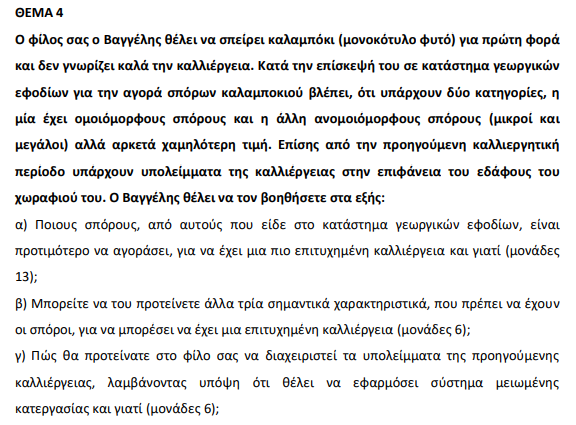 ΘΕΜΑ 4
Ο φίλος σας ο Βαγγέλης θέλει να σπείρει καλαμπόκι (μονοκότυλο φυτό) για πρώτη φορά
και δεν γνωρίζει καλά την καλλιέργεια. Κατά την επίσκεψή του σε κατάστημα γεωργικών
εφοδίων για την αγορά σπόρων καλαμποκιού βλέπει, ότι υπάρχουν δύο κατηγορίες, η
μία έχει ομοιόμορφους σπόρους και η άλλη ανομοιόμορφους σπόρους (μικροί και
μεγάλοι) αλλά αρκετά χαμηλότερη τιμή. Επίσης από την προηγούμενη καλλιεργητική
περίοδο υπάρχουν υπολείμματα της καλλιέργειας στην επιφάνεια του εδάφους του
χωραφιού του. Ο Βαγγέλης θέλει να τον βοηθήσετε στα εξής:
α) Ποιους σπόρους, από αυτούς που είδε στο κατάστημα γεωργικών εφοδίων, είναι
προτιμότερο να αγοράσει, για να έχει μια πιο επιτυχημένη καλλιέργεια και γιατί (μονάδες
13);
β) Μπορείτε να του προτείνετε άλλα τρία σημαντικά χαρακτηριστικά, που πρέπει να έχουν
οι σπόροι, για να μπορέσει να έχει μια επιτυχημένη καλλιέργεια (μονάδες 6);
γ) Πώς θα προτείνατε στο φίλο σας να διαχειριστεί τα υπολείμματα της προηγούμενης
καλλιέργειας, λαμβάνοντας υπόψη ότι θέλει να εφαρμόσει σύστημα μειωμένης
κατεργασίας και γιατί (μονάδες 6);